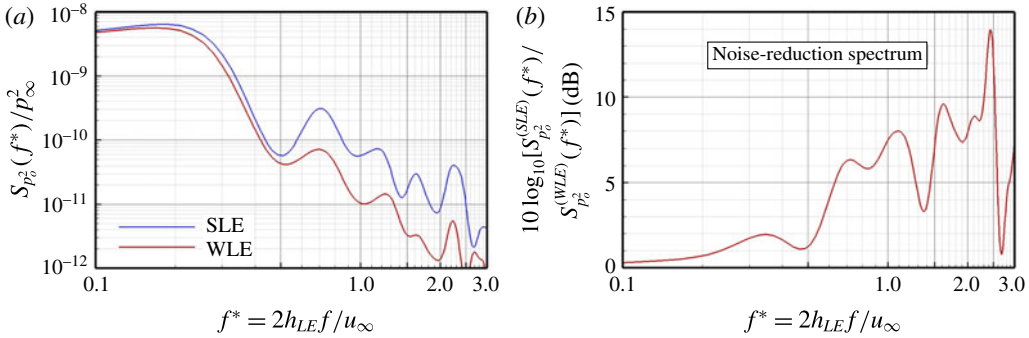 (a)
10⁻⁸
10⁻⁹
10⁻¹⁰
10⁻¹¹
10⁻¹²
S_{p_o^2}(f*)/p_∞^2
SLE
WLE
0.1 1.0 2.0 3.0
f* = 2h_{LE} f/u_∞
(b)
15
10
5
0
10 log₁₀[S_{p_o^2}^{(SLE)}(f*)/
S_{p_o^2}^{(WLE)}(f*)] (dB)
Noise-reduction spectrum
0.1 1.0 2.0 3.0
f* = 2h_{LE} f/u_∞